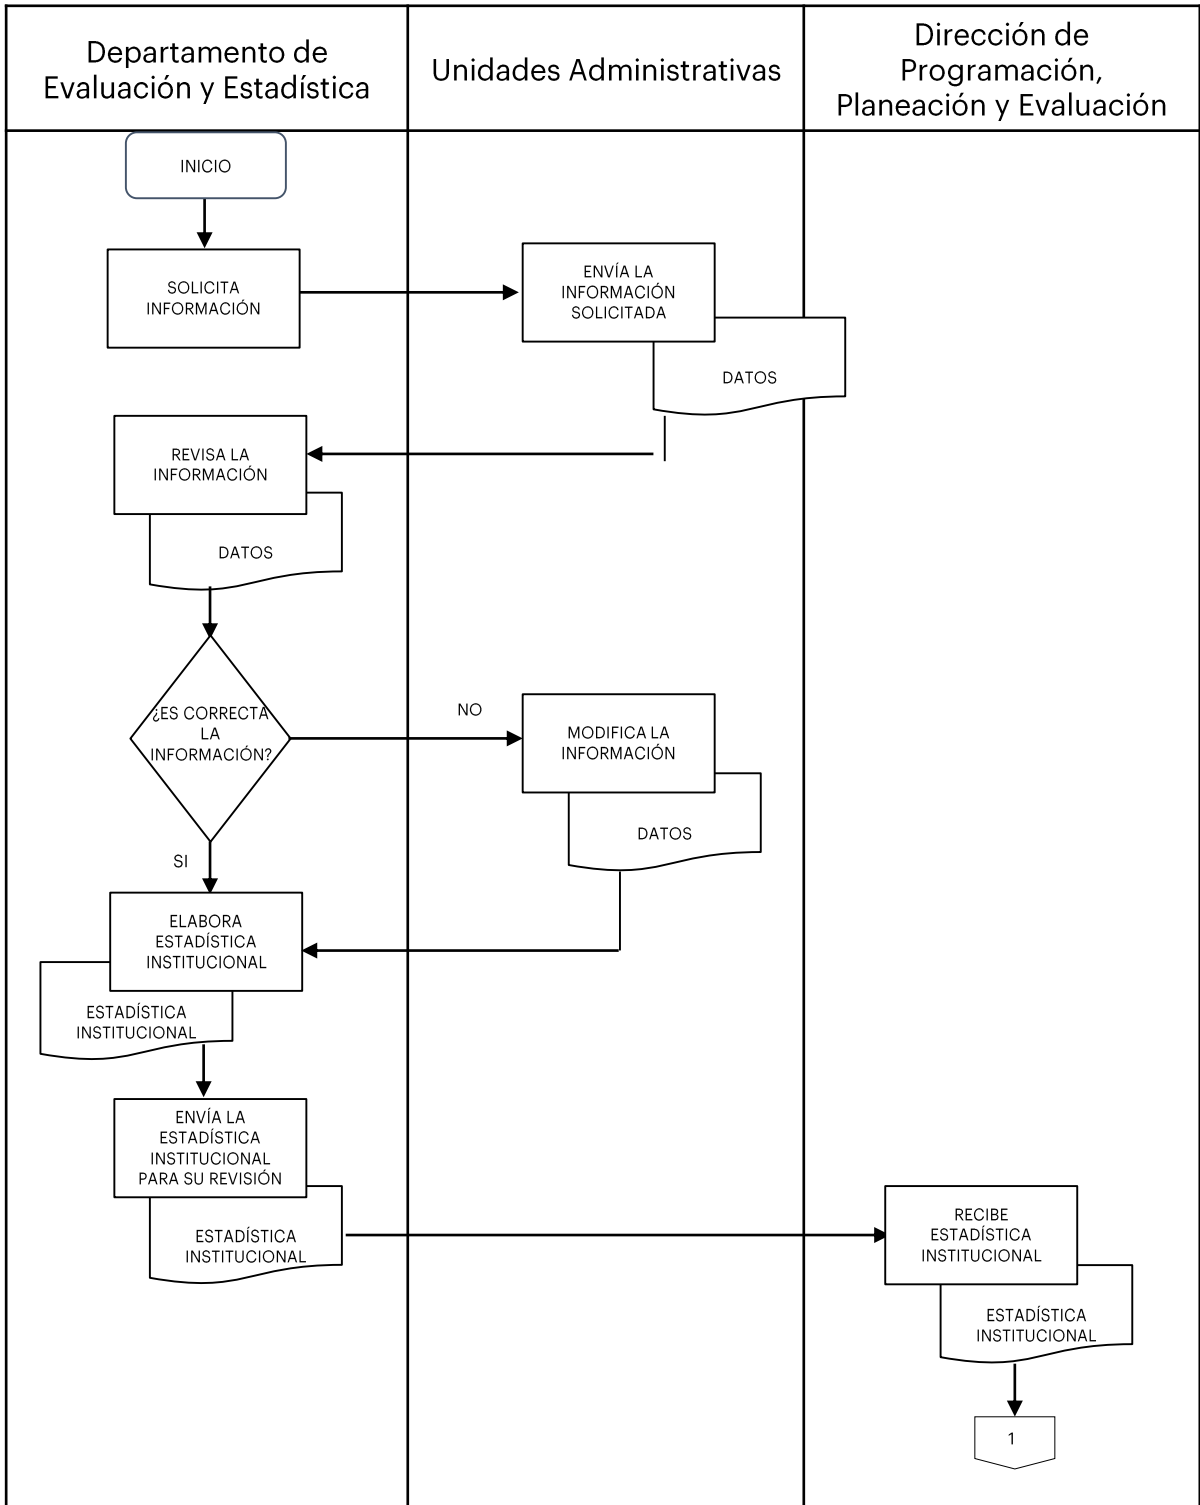 Departamento de
Evaluación y Estadística
Unidades Administrativas
Dirección de
Programación,
Planeación y Evaluación
INICIO
SOLICITA
INFORMACIÓN
ENVÍA LA
INFORMACIÓN
SOLICITADA
DATOS
REVISA LA
INFORMACIÓN
DATOS
¿ES CORRECTA
LA
INFORMACIÓN?
NO
MODIFICA LA
INFORMACIÓN
DATOS
SI
ELABORA
ESTADÍSTICA
INSTITUCIONAL
ESTADÍSTICA
INSTITUCIONAL
ENVÍA LA
ESTADÍSTICA
INSTITUCIONAL
PARA SU REVISIÓN
ESTADÍSTICA
INSTITUCIONAL
RECIBE
ESTADÍSTICA
INSTITUCIONAL
ESTADÍSTICA
INSTITUCIONAL
1